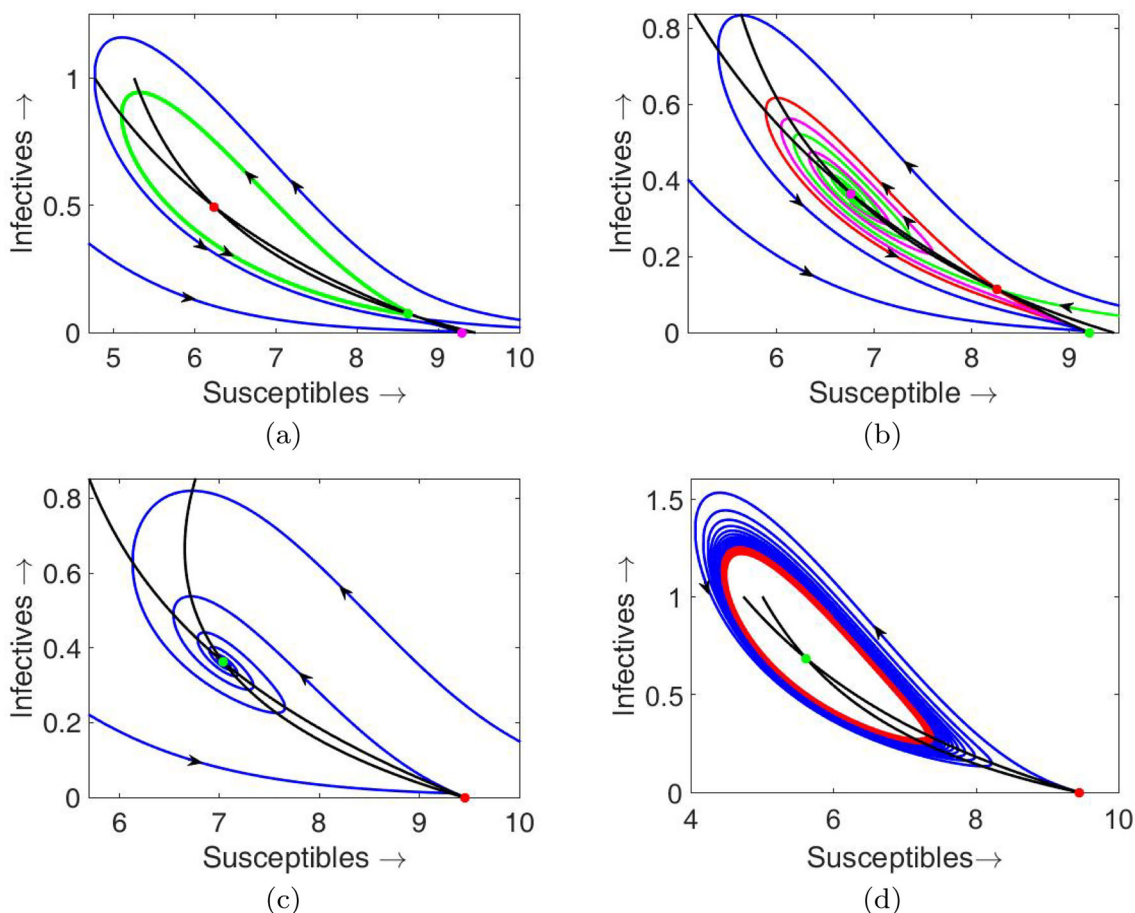 1
0.5
0
5 6 7 8 9 10
Infectives →
Susceptibles →
(a)
0.8
0.6
0.4
0.2
0
6 7 8 9
Infectives →
Susceptible →
(b)
0.8
0.6
0.4
0.2
0
6 7 8 9 10
Infectives →
Susceptibles →
(c)
1.5
1
0.5
0
4 6 8 10
Infectives →
Susceptibles→
(d)